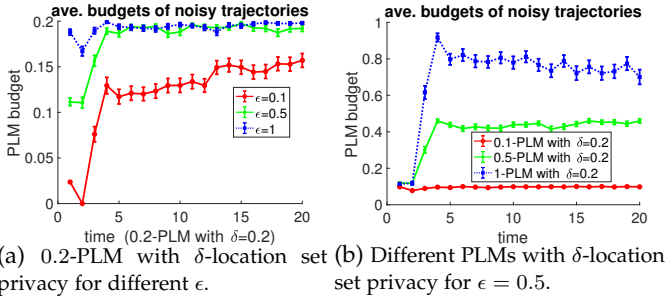 ave. budgets of noisy trajectories
0.2
0.15
0.1
0.05
0
PLM budget
ϵ=0.1
ϵ=0.5
ϵ=1
0 5 10 15 20
time (0.2-PLM with δ=0.2)
(a) 0.2-PLM with δ-location set
privacy for different ϵ.
ave. budgets of noisy trajectories
1
0.8
0.6
0.4
0.2
0
PLM budget
0.1-PLM with δ=0.2
0.5-PLM with δ=0.2
1-PLM with δ=0.2
0 5 10 15 20
time
(b) Different PLMs with δ-location
set privacy for ϵ = 0.5.